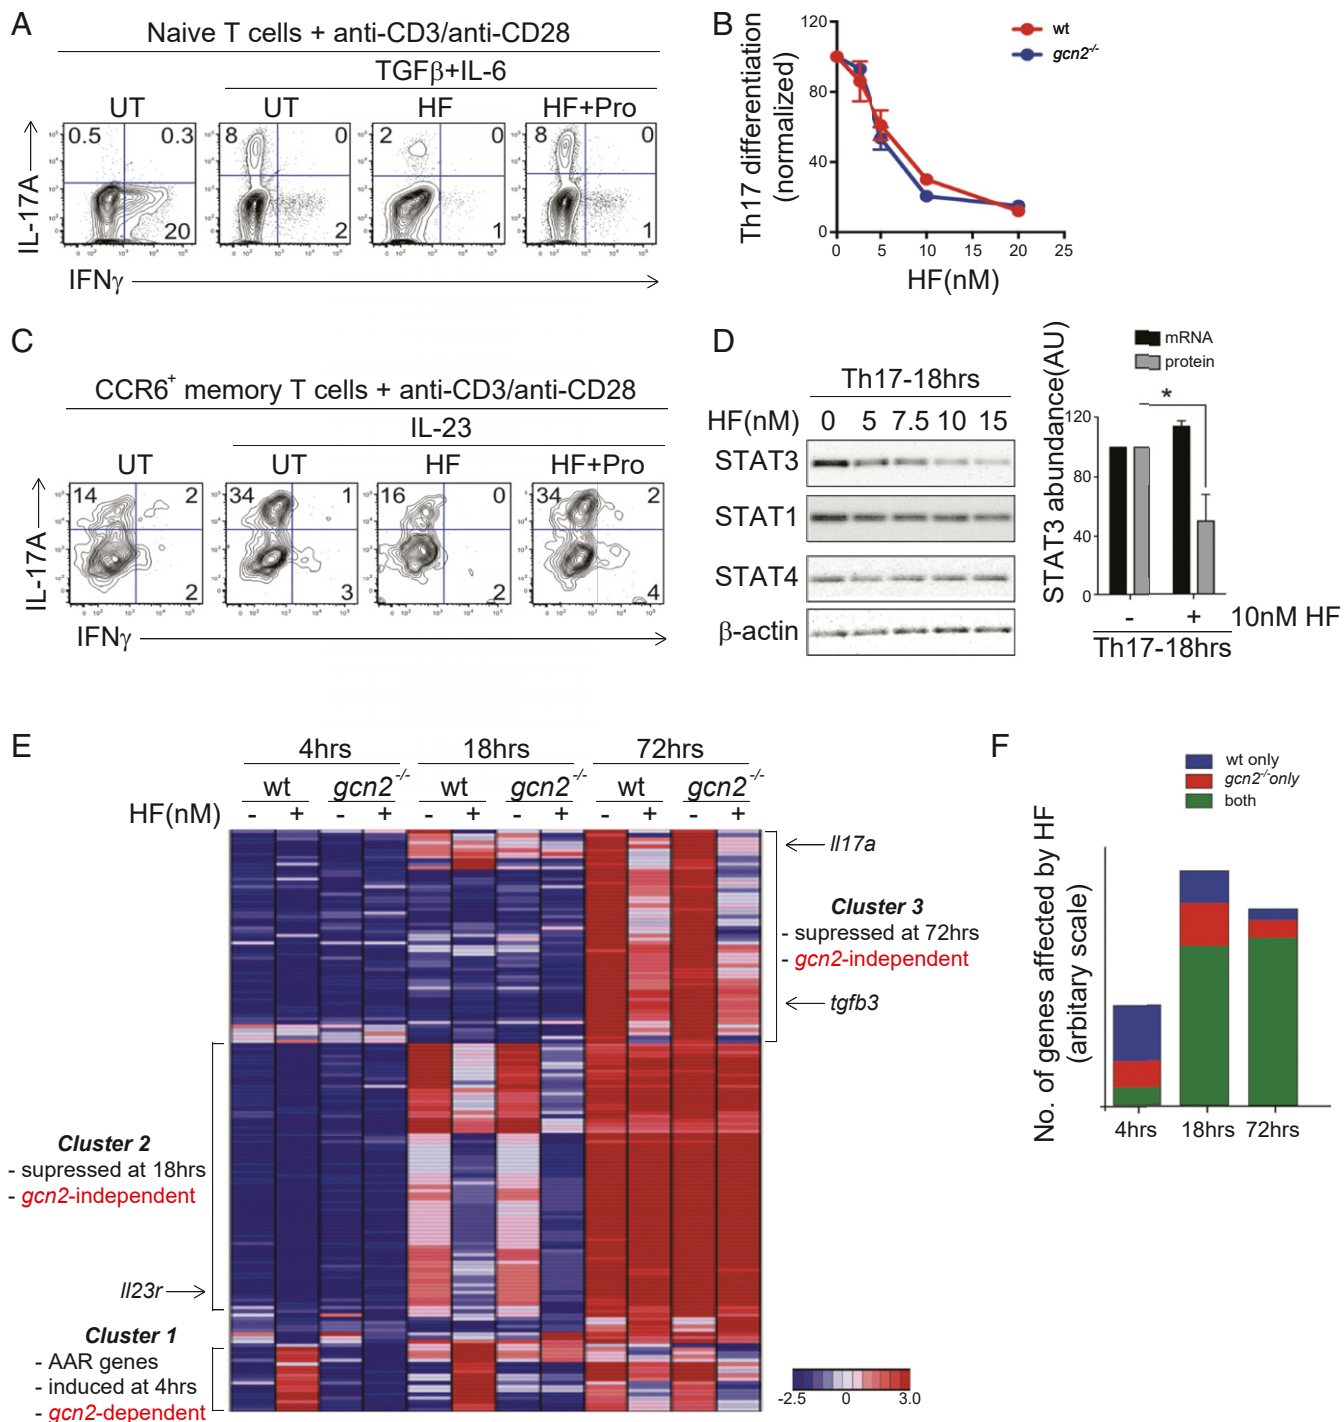 A
Naive T cells + anti-CD3/anti-CD28
TGFβ+IL-6
UT UT HF HF+Pro
0.5 0.3 20
8 0 2
2 0 1
8 0 1
IL-17A
IFNγ
B
Th17 differentiation
(normalized)
120
80
40
0
0 5 10 15 20 25
HF(nM)
wt
gcn2-/-
C
CCR6+ memory T cells + anti-CD3/anti-CD28
IL-23
UT UT HF HF+Pro
14 2 2
34 1 3
16 0 2
34 2 4
IL-17A
IFNγ
D
Th17-18hrs
HF(nM) 0 5 7.5 10 15
STAT3
STAT1
STAT4
β-actin
mRNA
protein
STAT3 abundance(AU)
120
80
40
0
*
- + 10nM HF
Th17-18hrs
E
4hrs 18hrs 72hrs
wt gcn2-/- wt gcn2-/- wt gcn2-/-
HF(nM) - + - + - + - + - + - +
Il17a
Cluster 3
- supressed at 72hrs
- gcn2-independent
tgfb3
Cluster 2
- supressed at 18hrs
- gcn2-independent
Il23r
Cluster 1
- AAR genes
- induced at 4hrs
- gcn2-dependent
-2.5 0 3.0
F
wt only
gcn2-/-only
both
No. of genes affected by HF
(arbitary scale)
4hrs 18hrs 72hrs